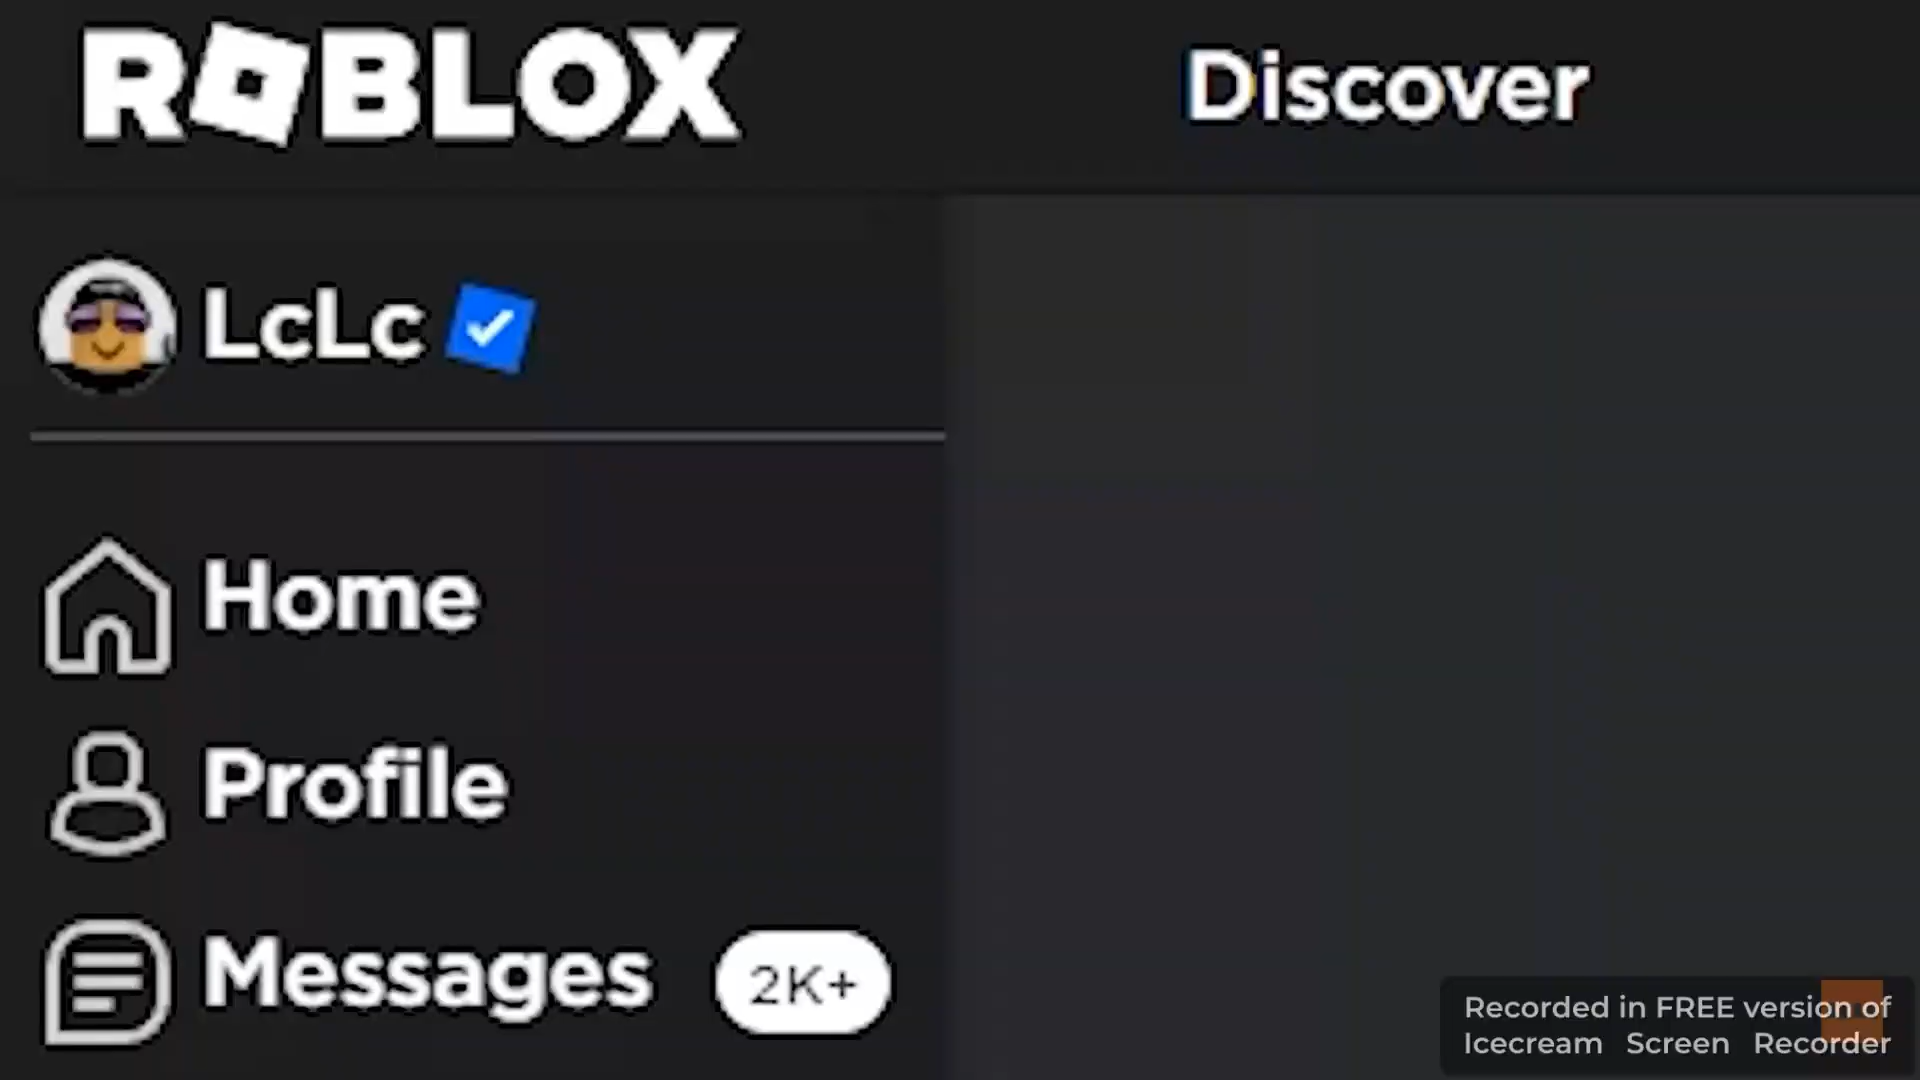 ROBLOX
Discover
LcLc
Home
Profile
Messages
2K+
Recorded in FREE version of
Icecream Screen Recorder